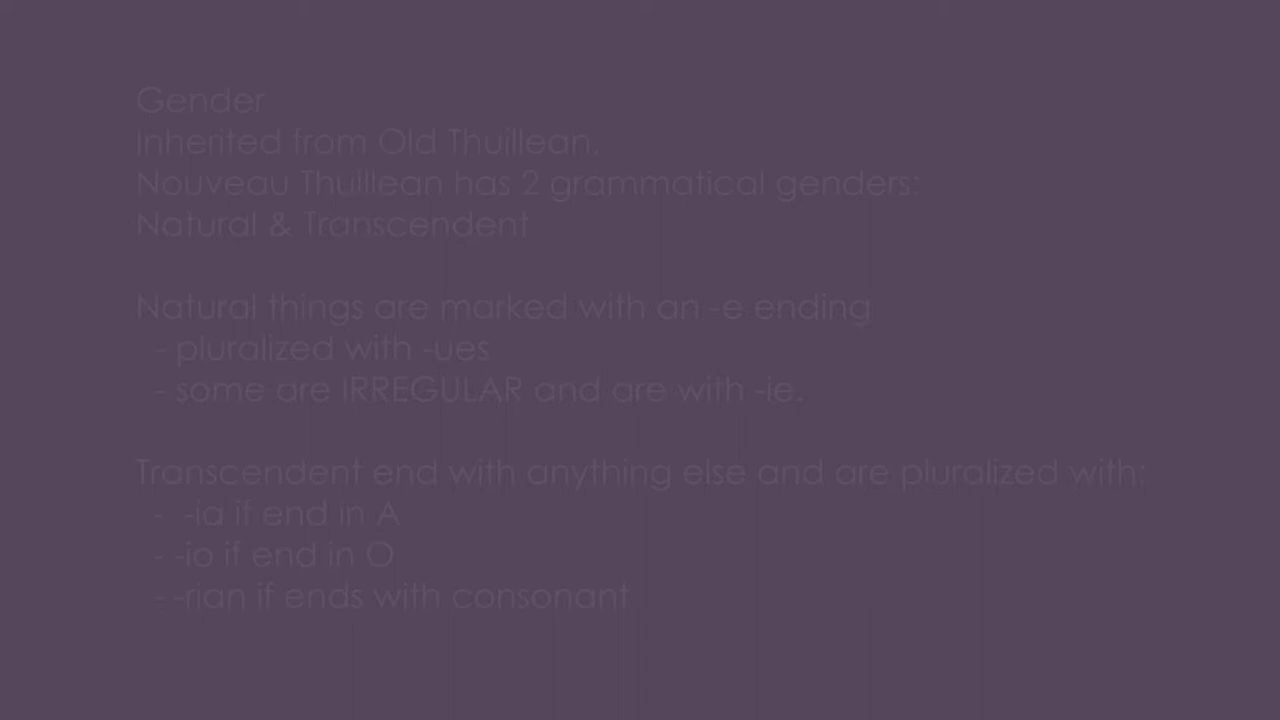 Gender
Inherited from Old Thuillean.
Nouveau Thuillean has 2 grammatical genders:
Natural & Transcendent
Natural things are marked with an -e ending
- pluralized with -ues
- some are IRREGULAR and are with -ie.
Transcendent end with anything else and are pluralized with:
- -ia if end in A
- -io if end in O
- -rian if ends with consonant